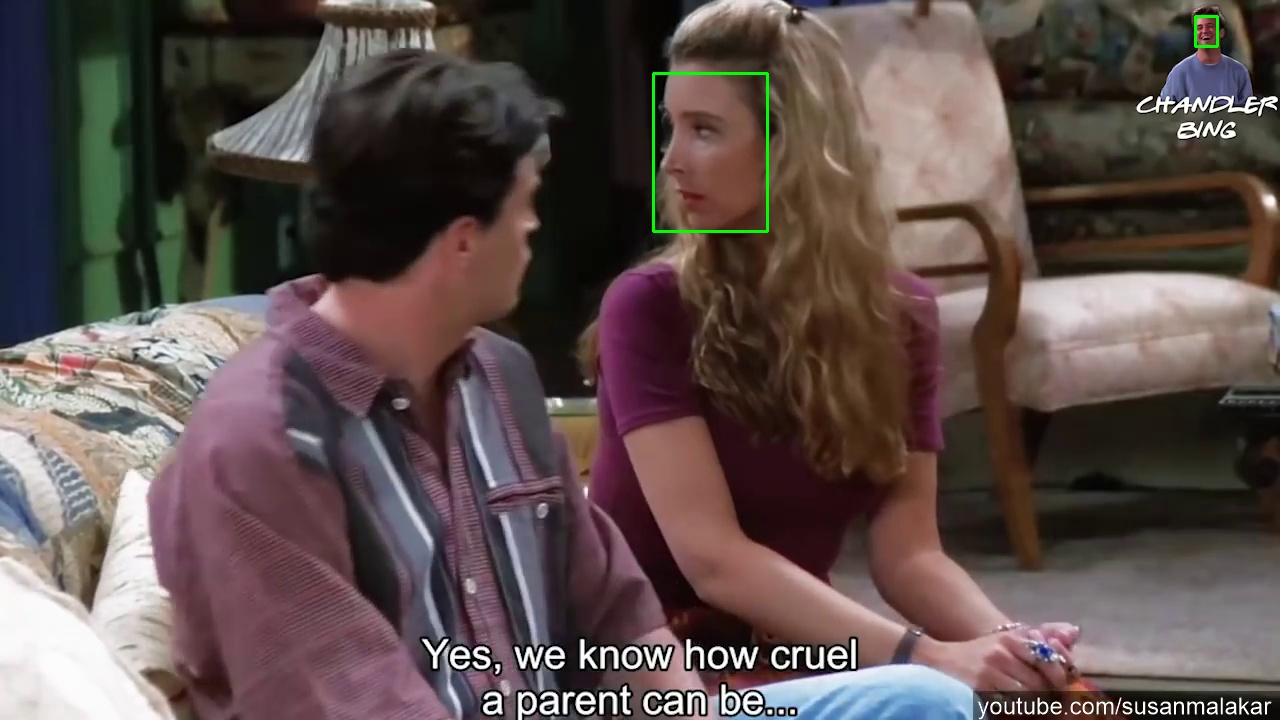 CHANDLER
BING
Yes, we know how cruel
a parent can be...
youtube.com/susanmalakar